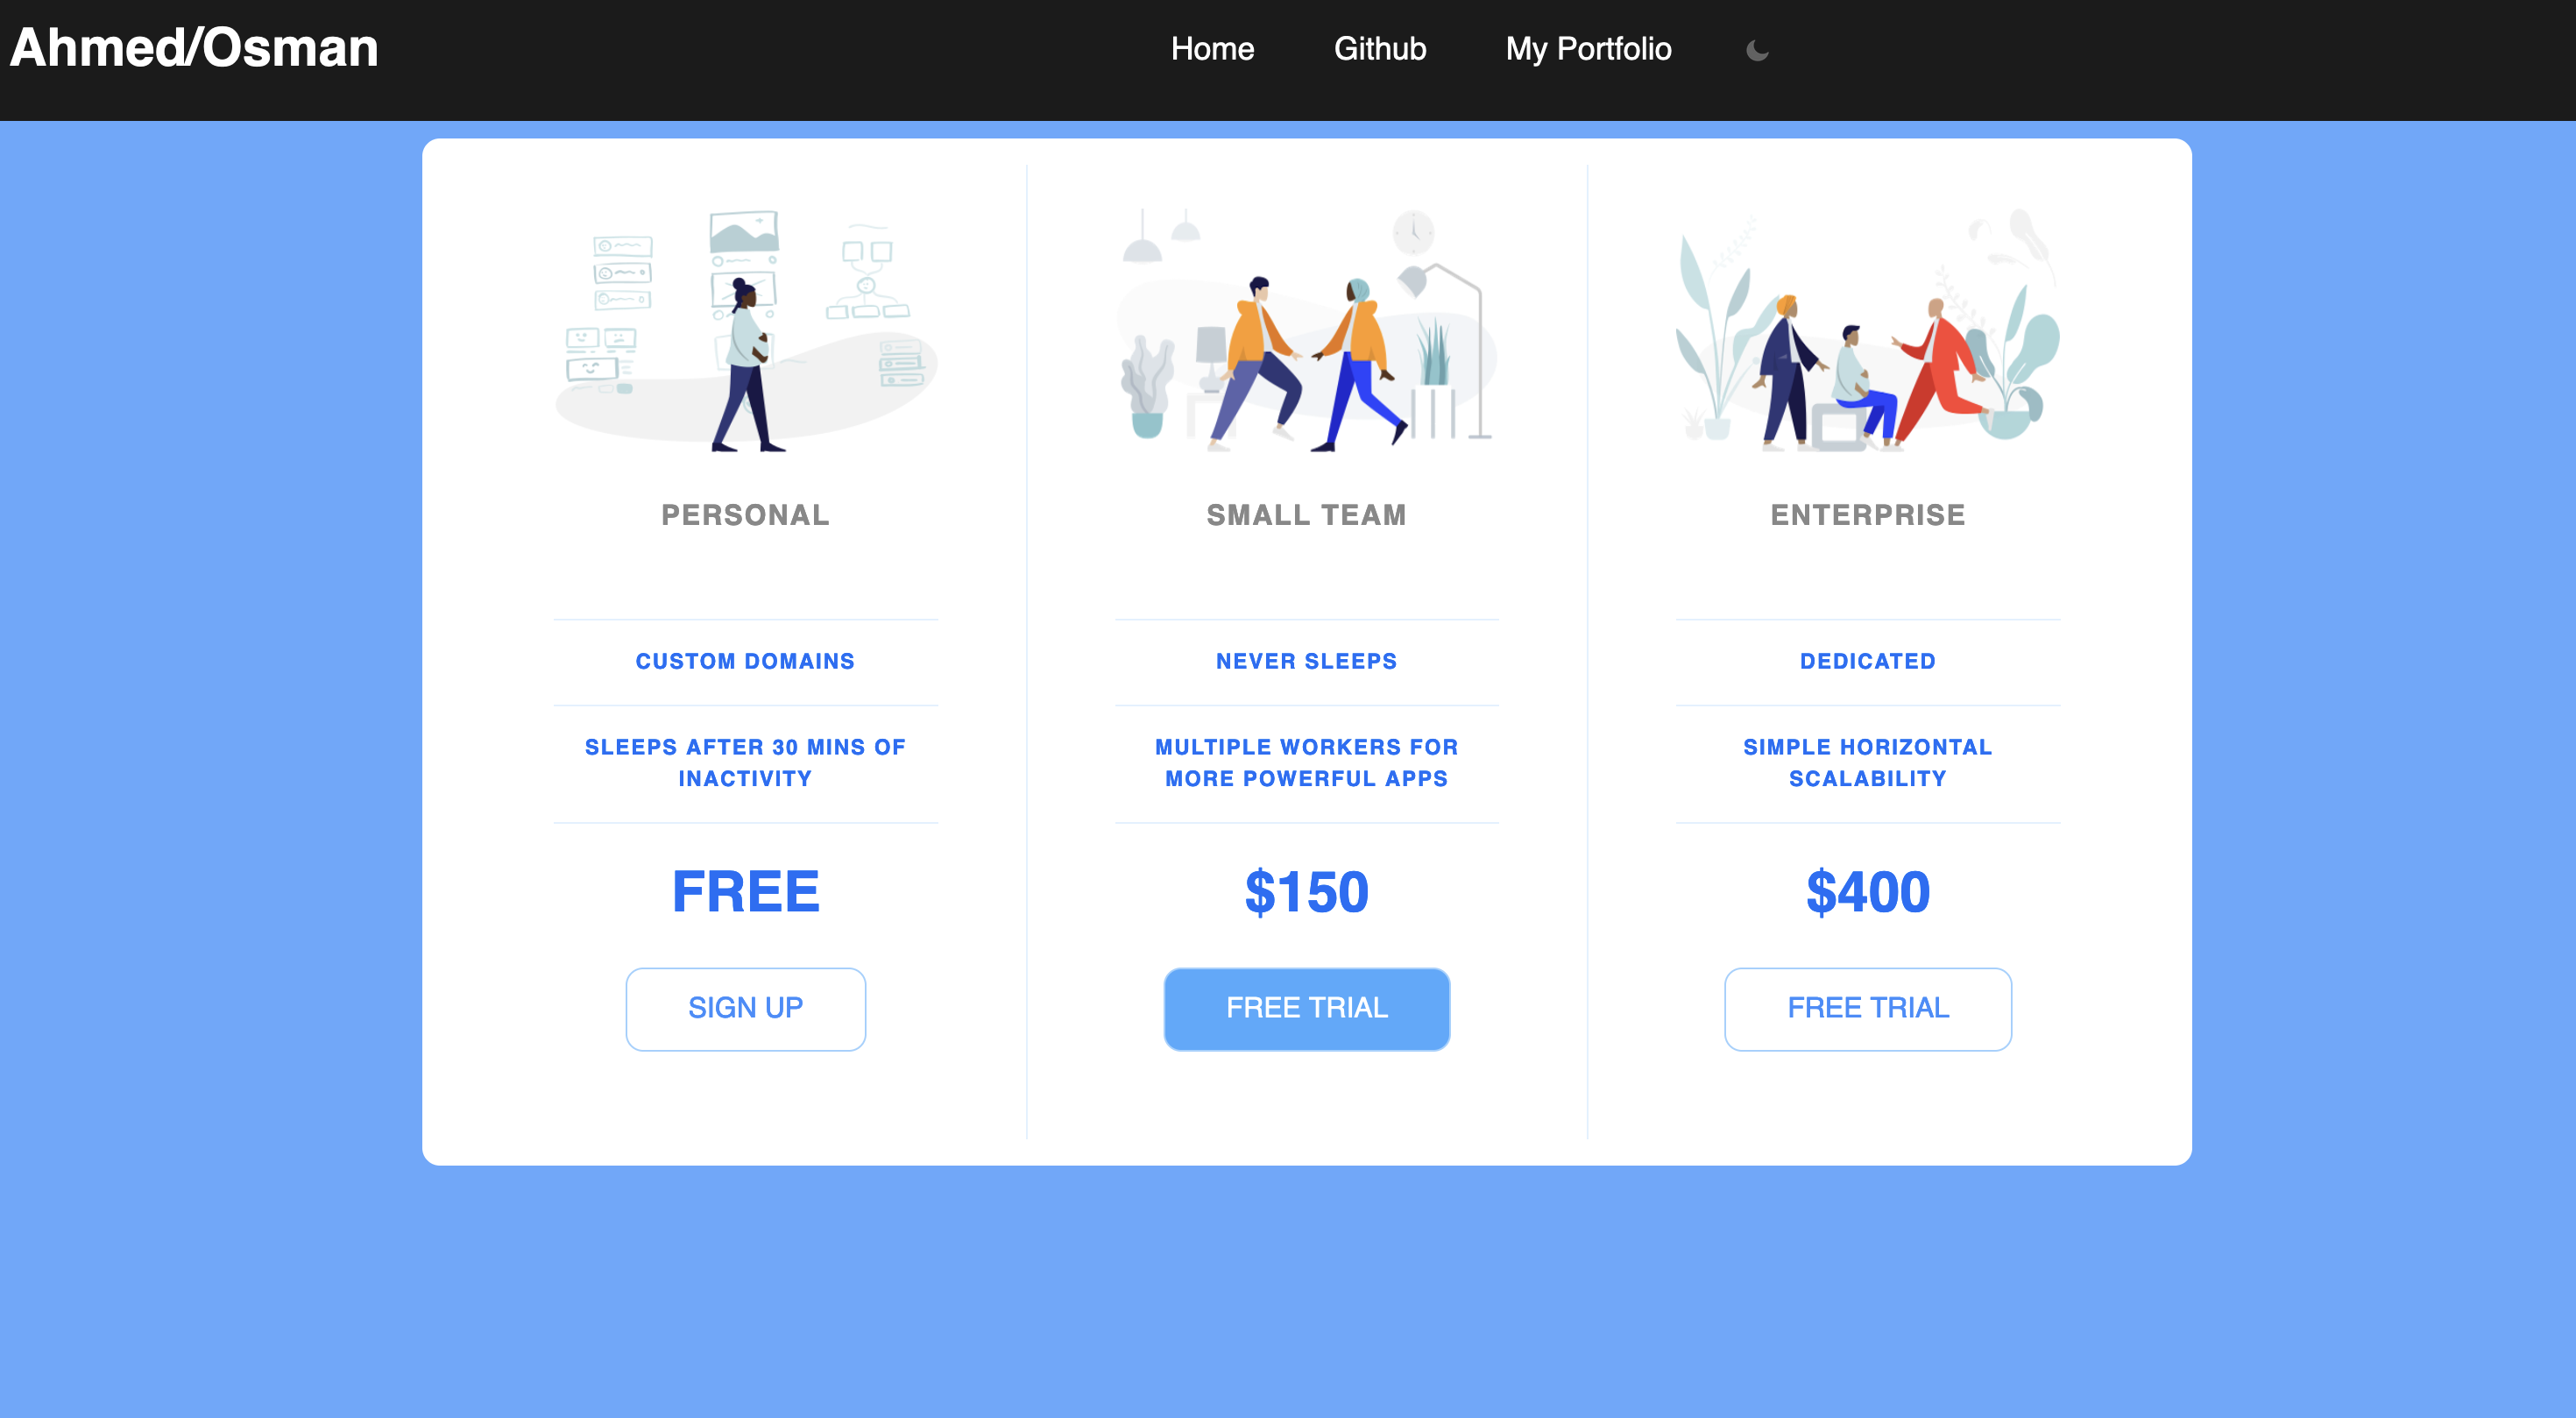 Ahmed/Osman
Home
Github
My Portfolio
PERSONAL
CUSTOM DOMAINS
SLEEPS AFTER 30 MINS OF
INACTIVITY
FREE
SIGN UP
SMALL TEAM
NEVER SLEEPS
MULTIPLE WORKERS FOR
MORE POWERFUL APPS
$150
FREE TRIAL
ENTERPRISE
DEDICATED
SIMPLE HORIZONTAL
SCALABILITY
$400
FREE TRIAL